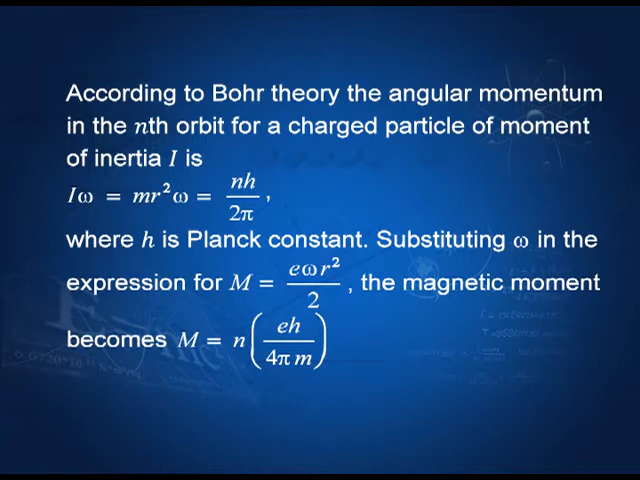 According to Bohr theory the angular momentum
in the nth orbit for a charged particle of moment
of inertia I is
Iω = mr²ω = nh/2π ,
where h is Planck constant. Substituting ω in the
expression for M = eωr²/2 , the magnetic moment
becomes M = n(eh/4πm)